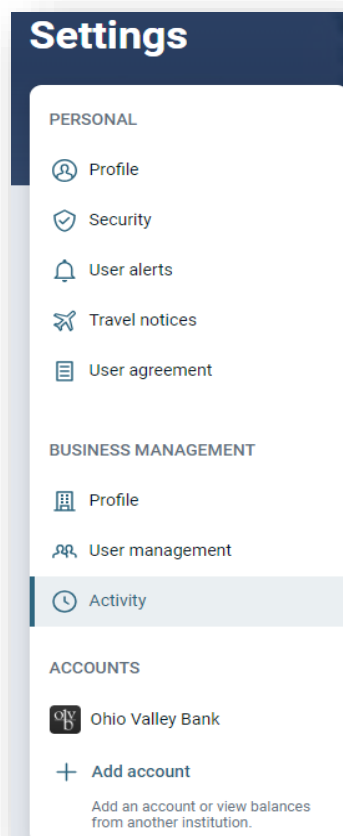 Settings
PERSONAL
Profile
Security
User alerts
Travel notices
User agreement
BUSINESS MANAGEMENT
Profile
User management
Activity
ACCOUNTS
ovb Ohio Valley Bank
Add account
Add an account or view balances
from another institution.